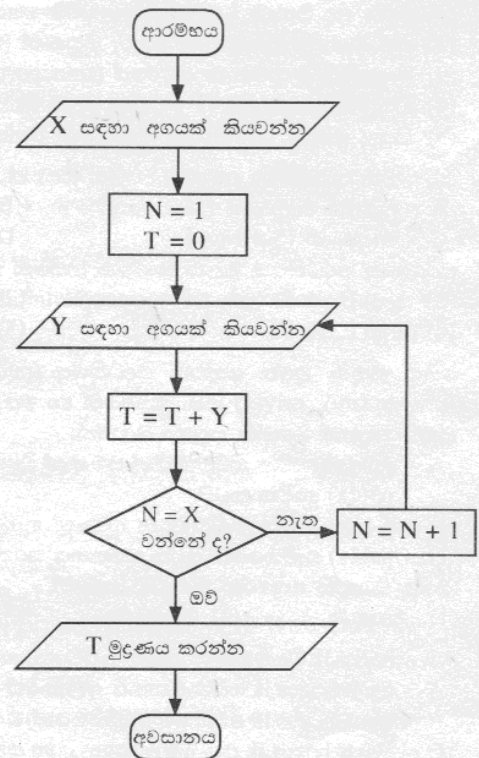 ආරම්භය
X සඳහා අගයක් කියවන්න
N = 1
T = 0
Y සඳහා අගයක් කියවන්න
T = T + Y
N = X
වන්නේ ද?
නැත
N = N + 1
ඔව්
T මුද්‍රණය කරන්න
අවසානය